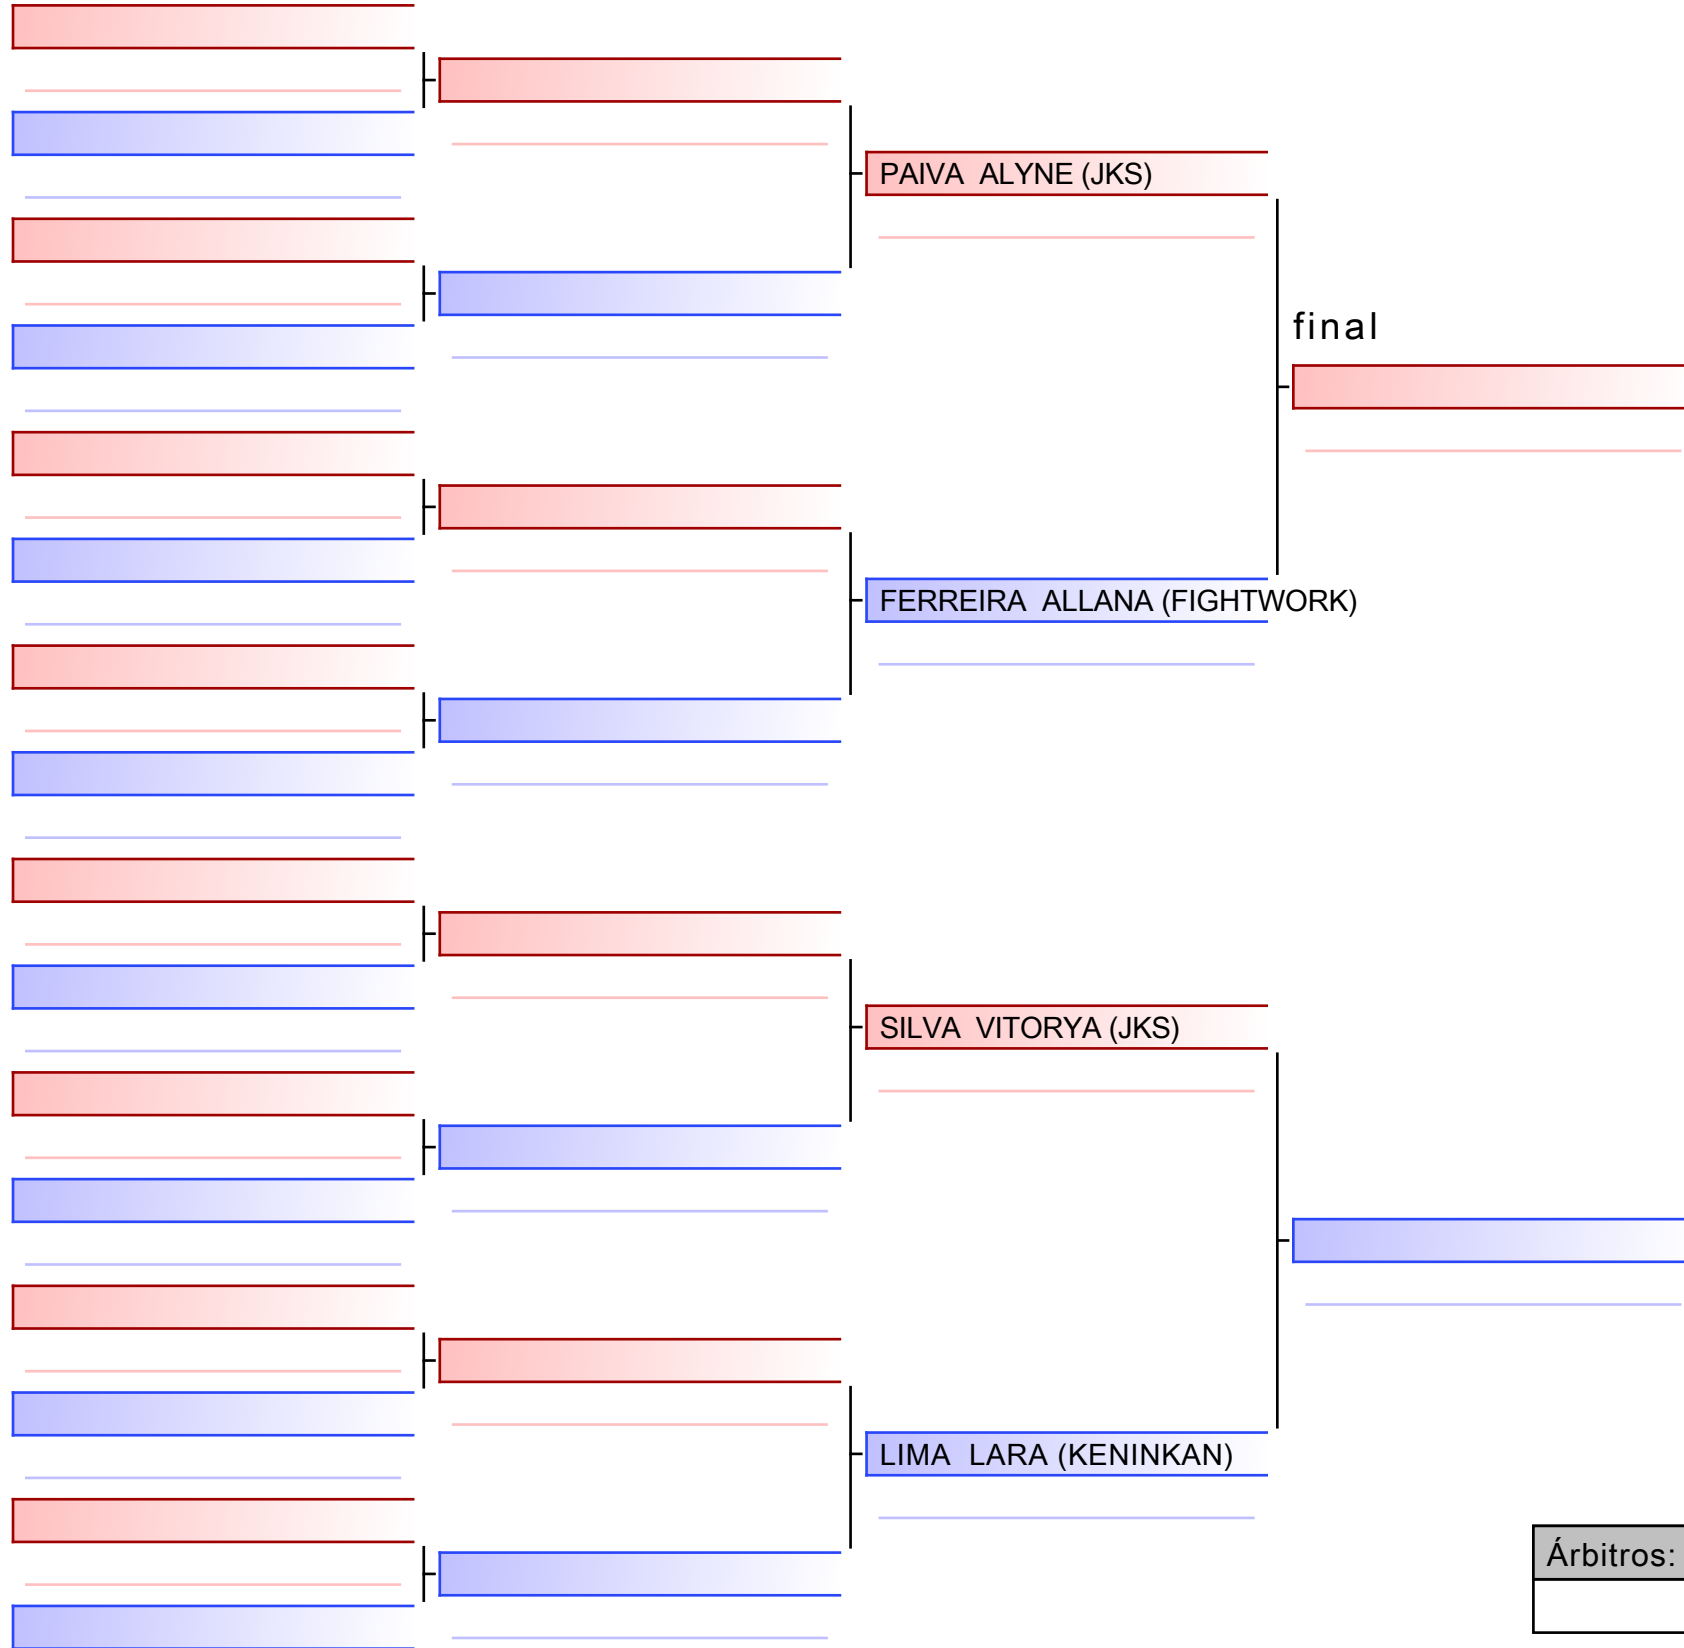 PAIVA  ALYNE (JKS)
final
FERREIRA  ALLANA (FIGHTWORK)
SILVA  VITORYA (JKS)
LIMA  LARA (KENINKAN)
Árbitros: